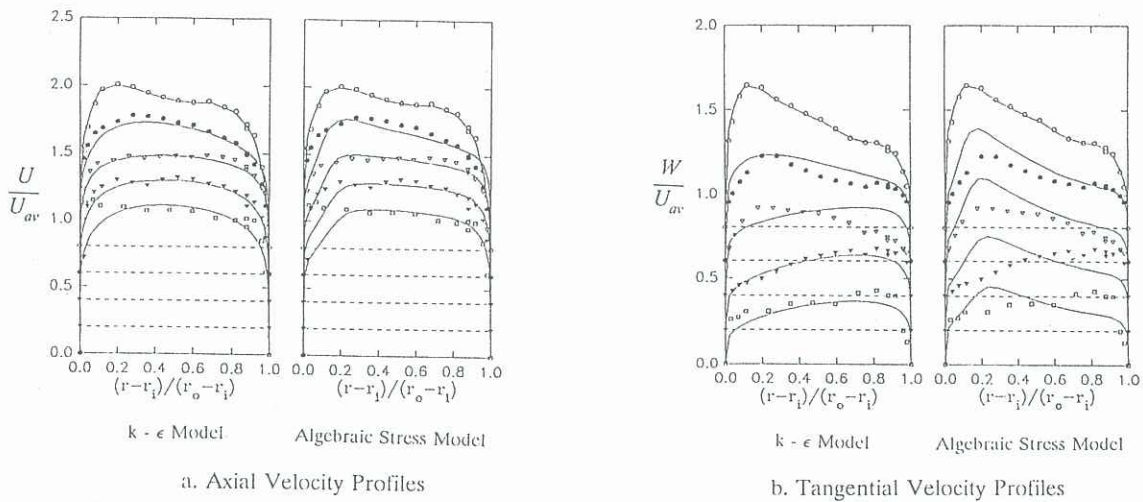 2.5
2.0
1.5
1.0
0.5
0.0
U
U_av
0.0 0.2 0.4 0.6 0.8 1.0
(r-r_i)/(r_o-r_i)
k - ϵ Model
0.0 0.2 0.4 0.6 0.8 1.0
(r-r_i)/(r_o-r_i)
Algebraic Stress Model
a. Axial Velocity Profiles
2.0
1.5
1.0
0.5
0.0
W
U_av
0.0 0.2 0.4 0.6 0.8 1.0
(r-r_i)/(r_o-r_i)
k - ϵ Model
0.0 0.2 0.4 0.6 0.8 1.0
(r-r_i)/(r_o-r_i)
Algebraic Stress Model
b. Tangential Velocity Profiles